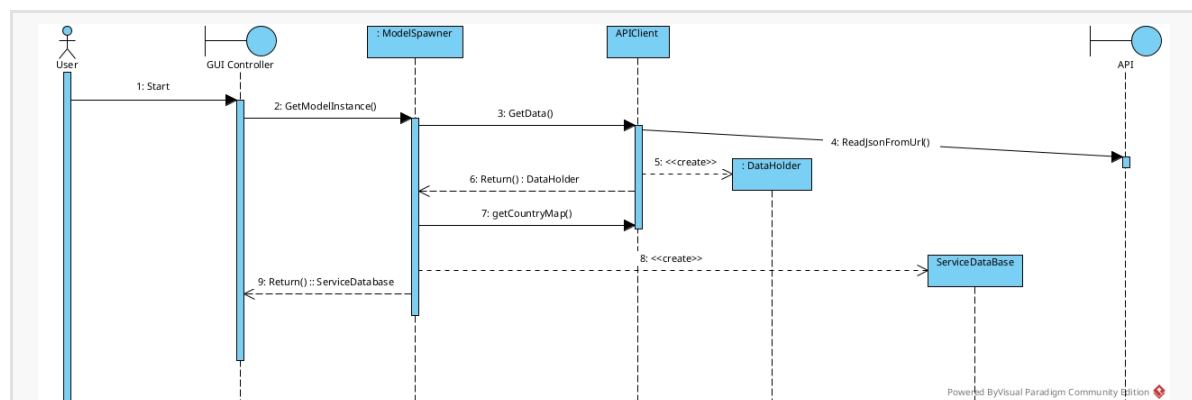 User
GUI Controller
: ModelSpawner
APIClient
API
1: Start
2: GetModelInstance()
3: GetData()
4: ReadJsonFromUrl()
5: <<create>>
: DataHolder
6: Return() : DataHolder
7: getCountryMap()
8: <<create>>
ServiceDataBase
9: Return() :: ServiceDatabase
Powered ByVisual Paradigm Community Edition